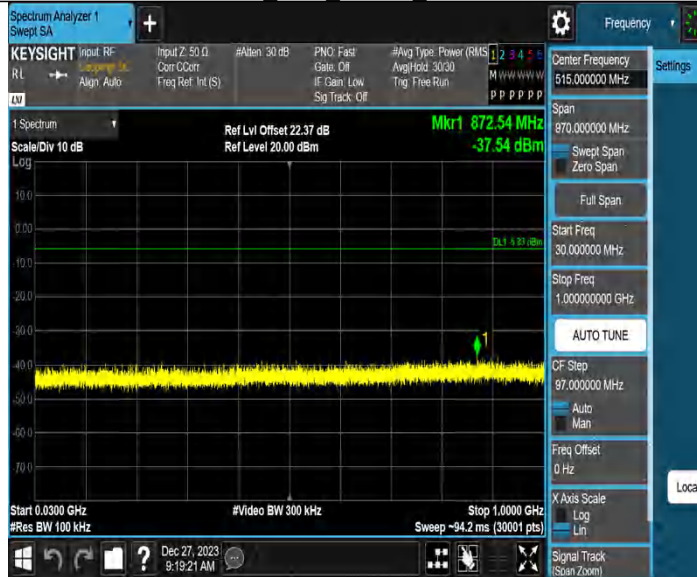 Spectrum Analyzer 1
Swept SA
+
Frequency
KEYSIGHT
Input: RF
Input Z: 50 Ω
#Atten: 30 dB
PNO: Fast
#Avg Type: Power (RMS)
1 2 3 4 5 6
RL
Corr CCorr
Gate: Off
Avg|Hold: 30/30
M W W W W W
Align: Auto
Freq Ref: Int (S)
IF Gain: Low
Trig: Free Run
Sig Track: Off
P P P P P P
LXI
1 Spectrum
Ref Lvl Offset 22.37 dB
Mkr1 872.54 MHz
Scale/Div 10 dB
Ref Level 20.00 dBm
-37.54 dBm
Log
10.0
0.00
-10.0
-20.0
-30.0
1
-40.0
-50.0
-60.0
-70.0
Start 0.0300 GHz
#Video BW 300 kHz
Stop 1.0000 GHz
#Res BW 100 kHz
Sweep ~94.2 ms (30001 pts)
?
Dec 27, 2023
9:19:21 AM
Center Frequency
515.000000 MHz
Settings
Span
970.000000 MHz
Swept Span
Zero Span
Full Span
Start Freq
30.000000 MHz
Stop Freq
1.000000000 GHz
AUTO TUNE
CF Step
97.000000 MHz
Auto
Man
Freq Offset
0 Hz
X Axis Scale
Log
Lin
Loca
Signal Track
(Span Zoom)